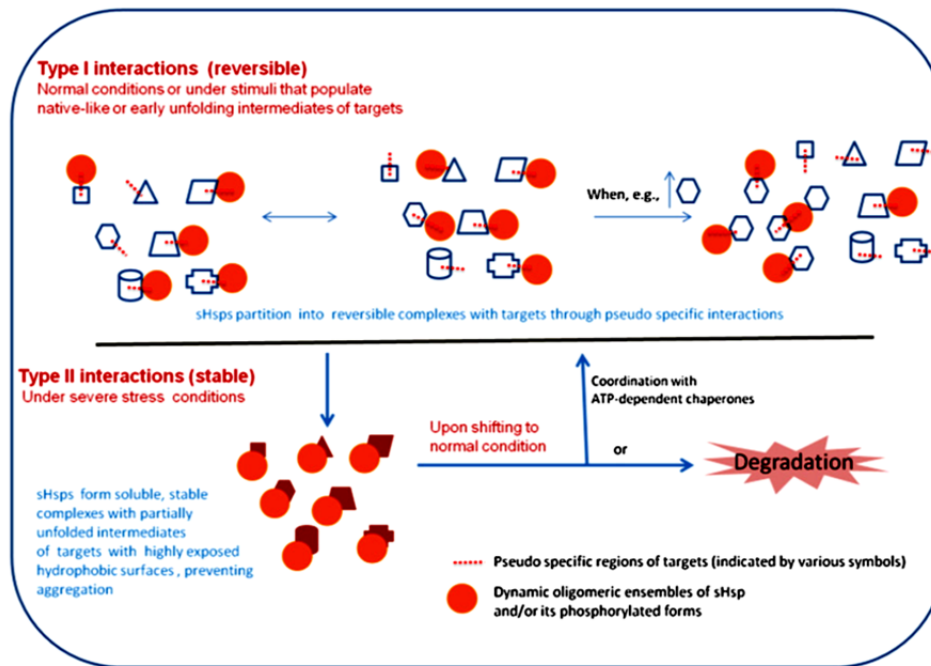 Type I interactions (reversible)
Normal conditions or under stimuli that populate
native-like or early unfolding intermediates of targets
When, e.g.,
sHsps partition into reversible complexes with targets through pseudo specific interactions
Type II interactions (stable)
Under severe stress conditions
Coordination with
ATP-dependent chaperones
Upon shifting to
normal condition
or
Degradation
sHsps form soluble, stable
complexes with partially
unfolded intermediates
of targets with highly exposed
hydrophobic surfaces , preventing
aggregation
Pseudo specific regions of targets (indicated by various symbols)
Dynamic oligomeric ensembles of sHsp
and/or its phosphorylated forms